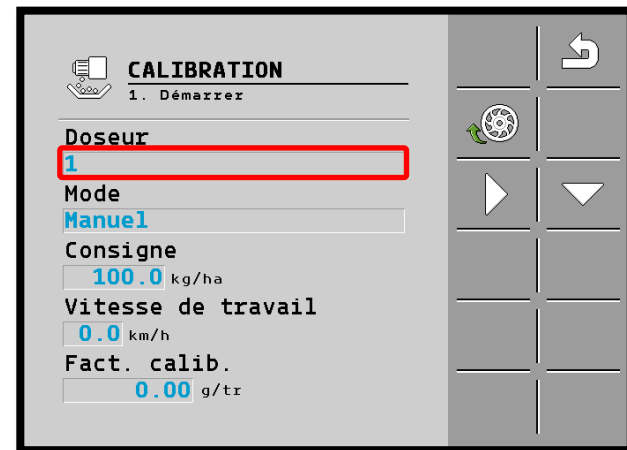 CALIBRATION
1. Démarrer
Doseur
1
Mode
Manuel
Consigne
100.0 kg/ha
Vitesse de travail
0.0 km/h
Fact. calib.
0.00 g/tr